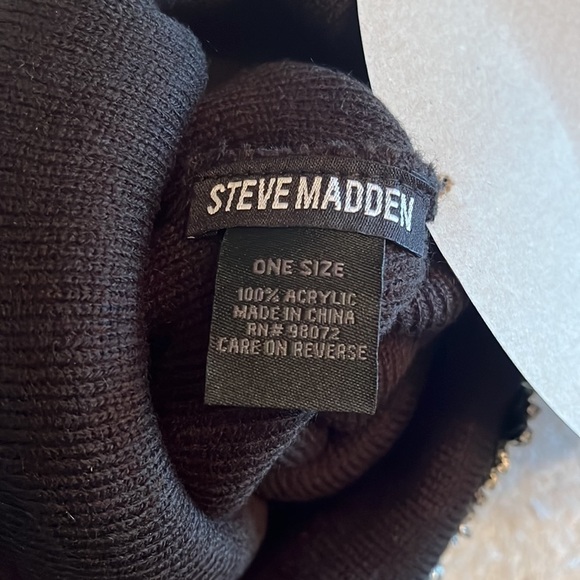 STEVE MADDEN
ONE SIZE
100% ACRYLIC
MADE IN CHINA
RN# 98072
CARE ON REVERSE